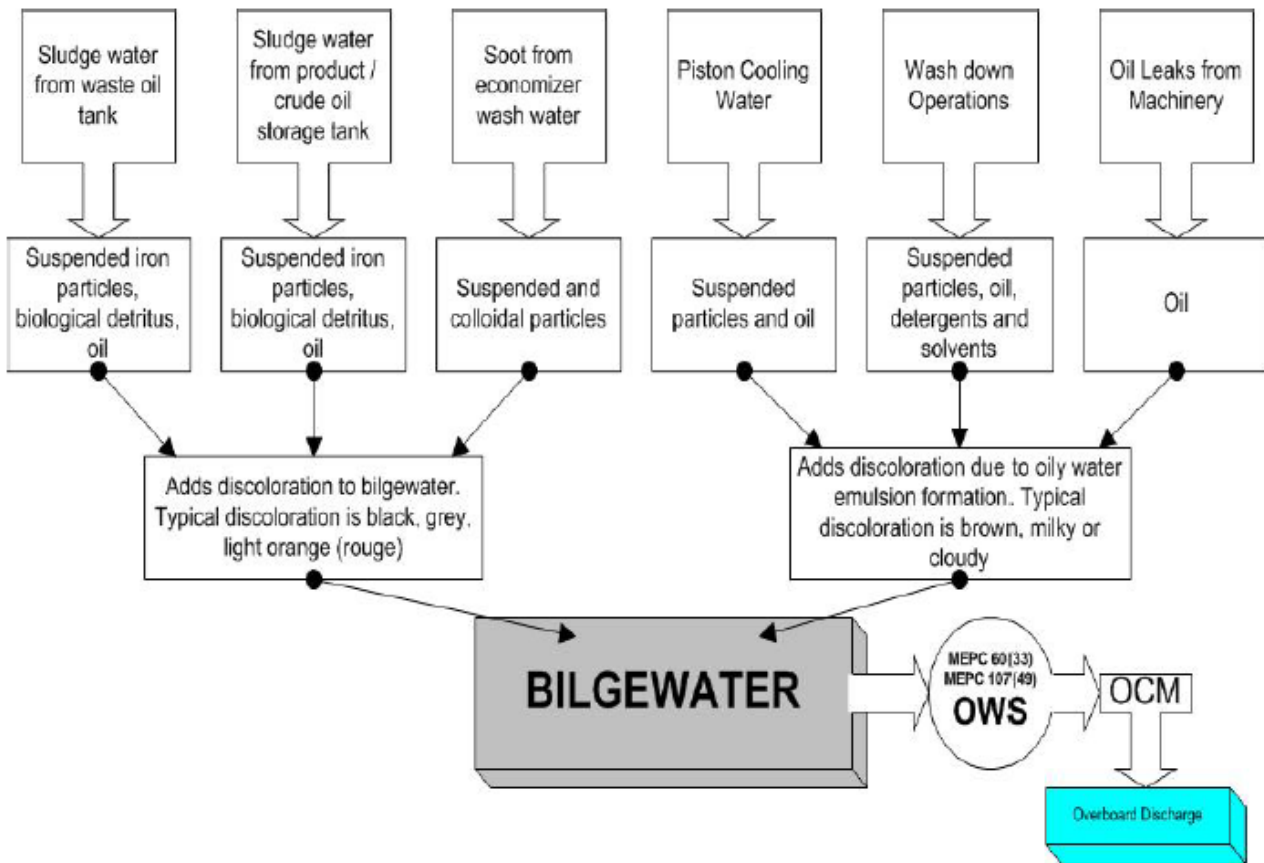 Sludge water
from waste oil
tank
Sludge water
from product /
crude oil
storage tank
Soot from
economizer
wash water
Piston Cooling
Water
Wash down
Operations
Oil Leaks from
Machinery
Suspended iron
particles,
biological detritus,
oil
Suspended iron
particles,
biological detritus,
oil
Suspended and
colloidal particles
Suspended
particles and oil
Suspended
particles, oil,
detergents and
solvents
Oil
Adds discoloration to bilgewater.
Typical discoloration is black, grey,
light orange (rouge)
Adds discoloration due to oily water
emulsion formation. Typical
discoloration is brown, milky or
cloudy
BILGEWATER
MEPC 60(33)
MEPC 107(49)
OWS
OCM
Overboard Discharge